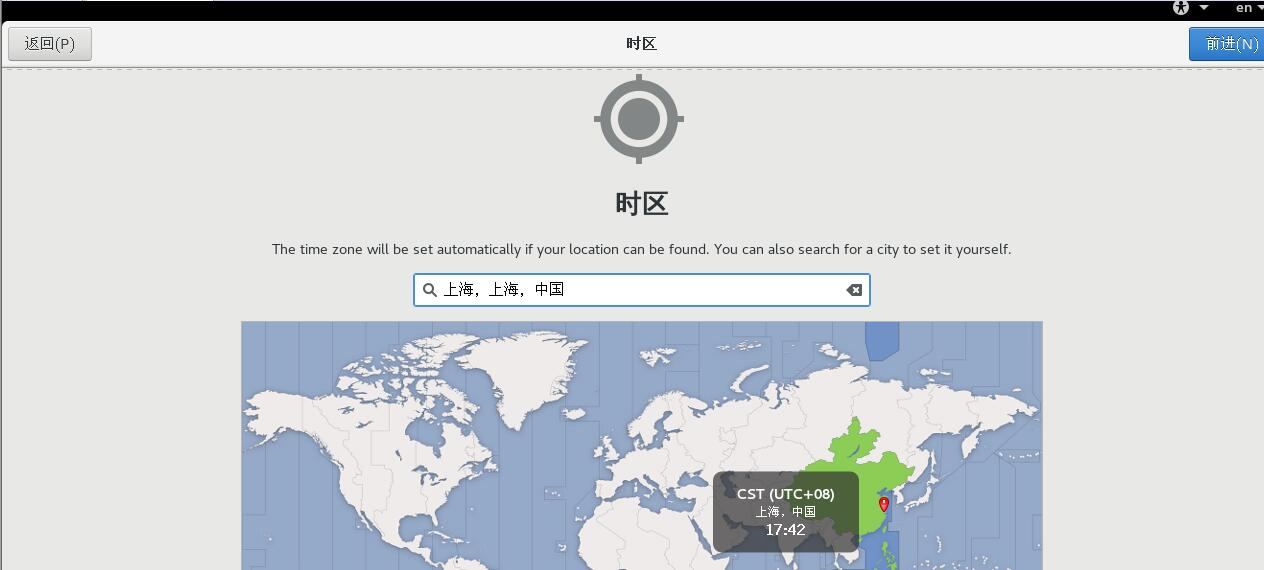 en
返回(P) 时区 前进(N)
时区
The time zone will be set automatically if your location can be found. You can also search for a city to set it yourself.
上海，上海，中国
CST (UTC+08)
上海，中国
17:42